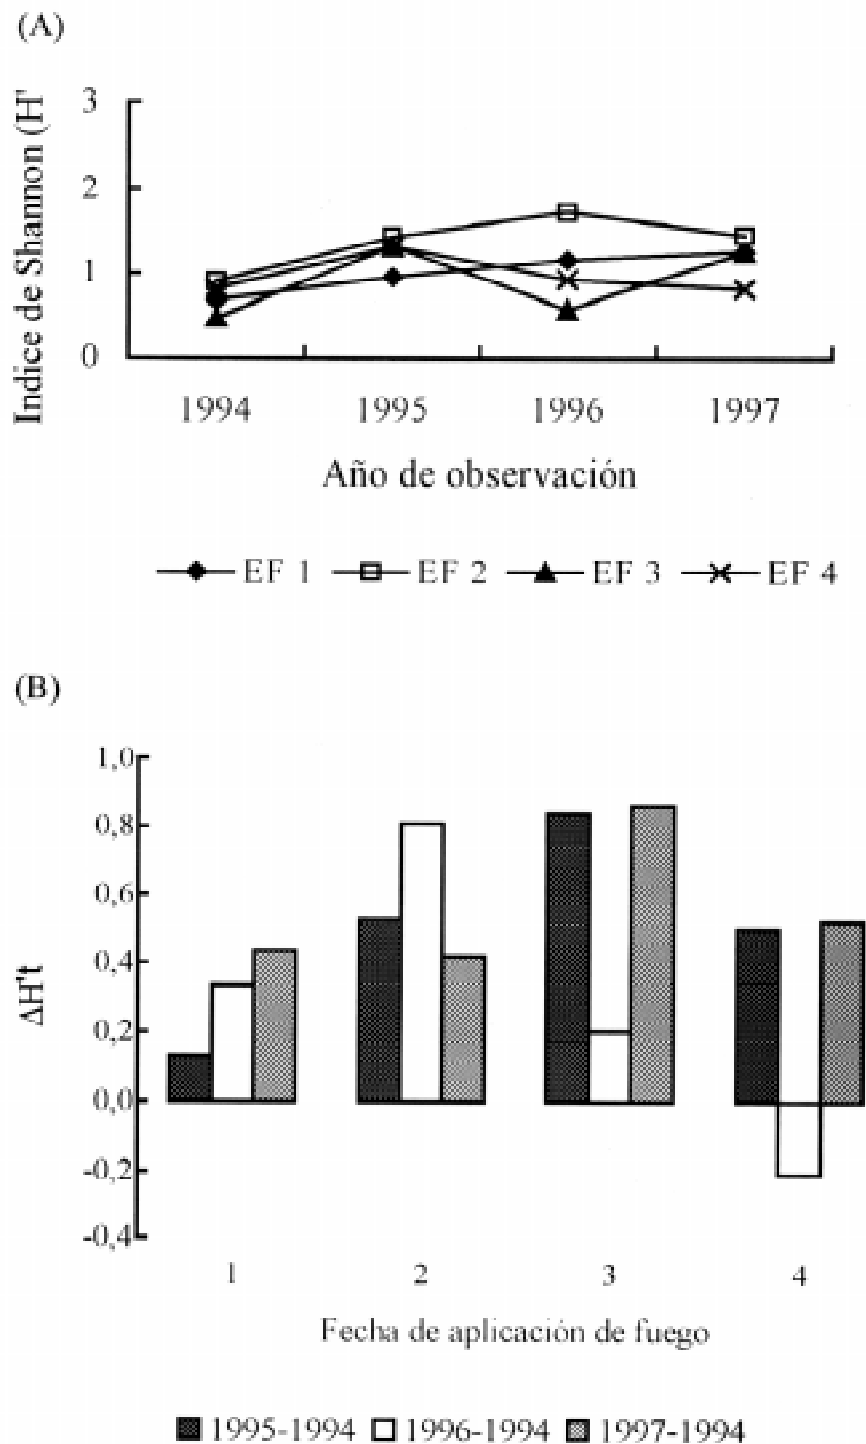 (A)
Indice de Shannon (H'
3
2
1
0
1994 1995 1996 1997
Año de observación
EF 1 EF 2 EF 3 EF 4
(B)
ΔH't
1,0
0,8
0,6
0,4
0,2
0,0
-0,2
-0,4
1 2 3 4
Fecha de aplicación de fuego
1995-1994 1996-1994 1997-1994